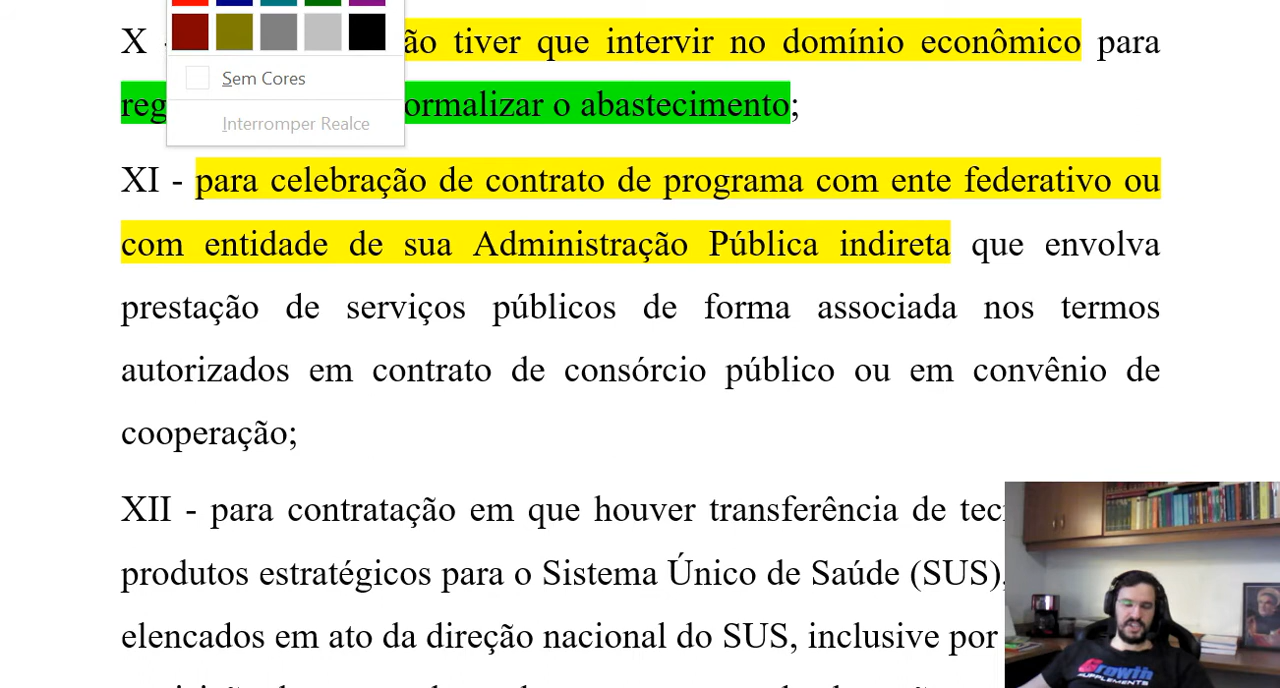 X - ão tiver que intervir no domínio econômico para
Sem Cores
reg ormalizar o abastecimento;
Interromper Realce
XI - para celebração de contrato de programa com ente federativo ou
com entidade de sua Administração Pública indireta que envolva
prestação de serviços públicos de forma associada nos termos
autorizados em contrato de consórcio público ou em convênio de
cooperação;
XII - para contratação em que houver transferência de tec
produtos estratégicos para o Sistema Único de Saúde (SUS),
elencados em ato da direção nacional do SUS, inclusive por
Growth
SUPPLEMENTS